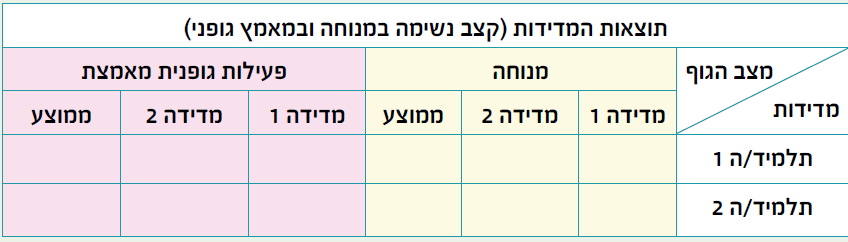 תוצאות המדידות (קצב נשימה במנוחה ובמאמץ גופני)
מצב הגוף מנוחה פעילות גופנית מאמצת
מדידות מדידה 1 מדידה 2 ממוצע מדידה 1 מדידה 2 ממוצע
תלמיד/ה 1
תלמיד/ה 2